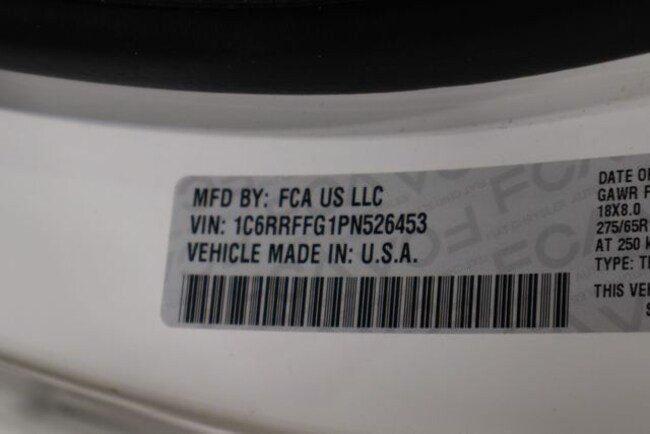 MFD BY: FCA US LLC
VIN: 1C6RRFFG1PN526453
VEHICLE MADE IN: U.S.A.
DATE OF
GAWR F
18X8.0
275/65R
AT 250 k
TYPE: T
THIS VE